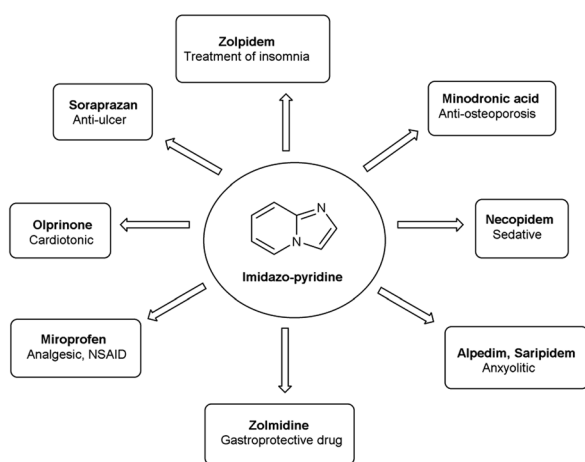 Zolpidem
Treatment of insomnia
Soraprazan
Anti-ulcer
Minodronic acid
Anti-osteoporosis
Olprinone
Cardiotonic
N
N
Imidazo-pyridine
Necopidem
Sedative
Miroprofen
Analgesic, NSAID
Alpedim, Saripidem
Anxyolitic
Zolmidine
Gastroprotective drug